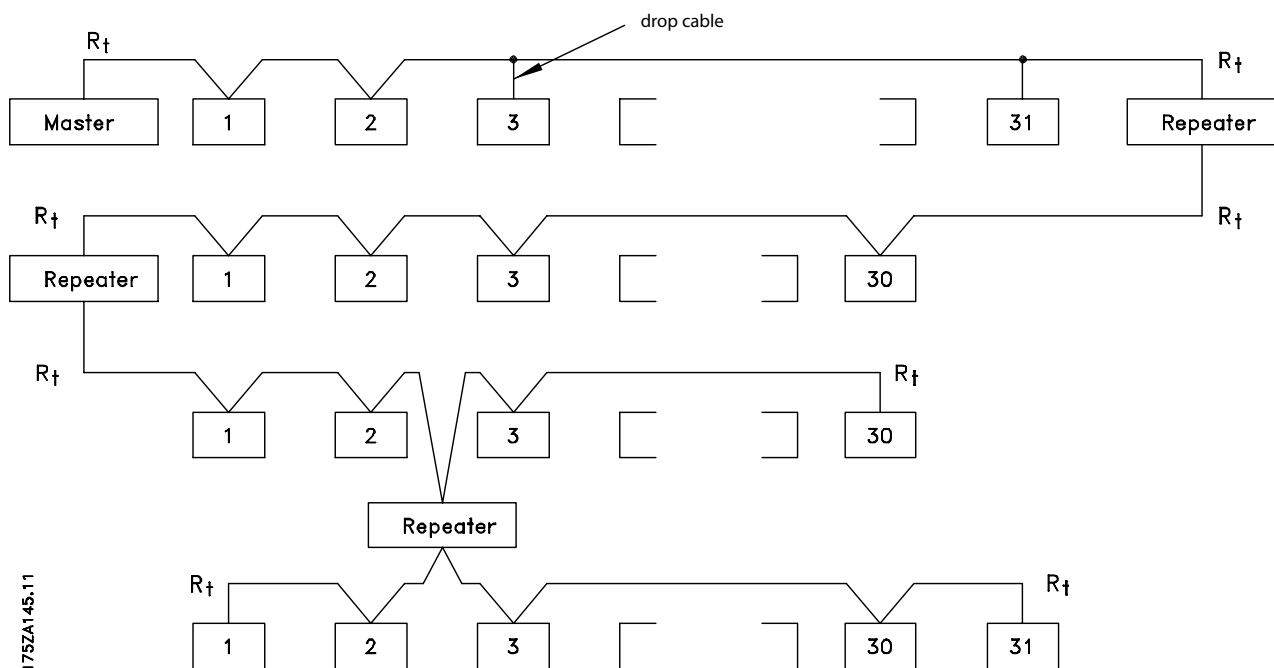 drop cable
Rt Rt
Master 1 2 3 31 Repeater
Rt Rt
Repeater 1 2 3 30
Rt Rt
1 2 3 30
Repeater
Rt Rt
1 2 3 30 31
175ZA145.11